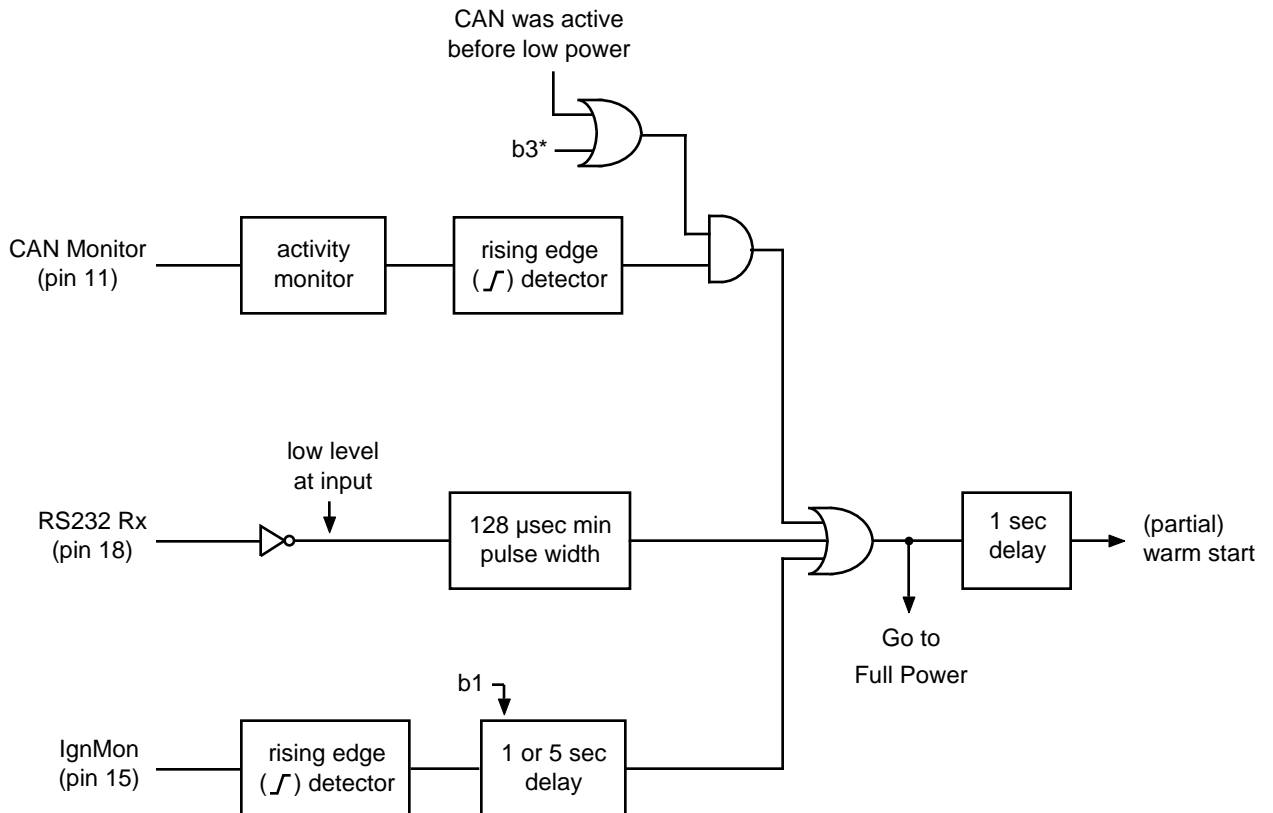 CAN was active
before low power
b3*
CAN Monitor
(pin 11)
activity
monitor
rising edge
( ) detector
low level
at input
RS232 Rx
(pin 18)
128 µsec min
pulse width
1 sec
delay
(partial)
warm start
Go to
Full Power
b1
IgnMon
(pin 15)
rising edge
( ) detector
1 or 5 sec
delay